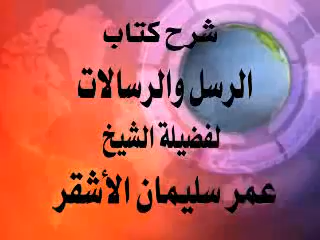 شرح كتاب
الرسل والرسالات
لفضيلة الشيخ
عمر سليمان الأشقر